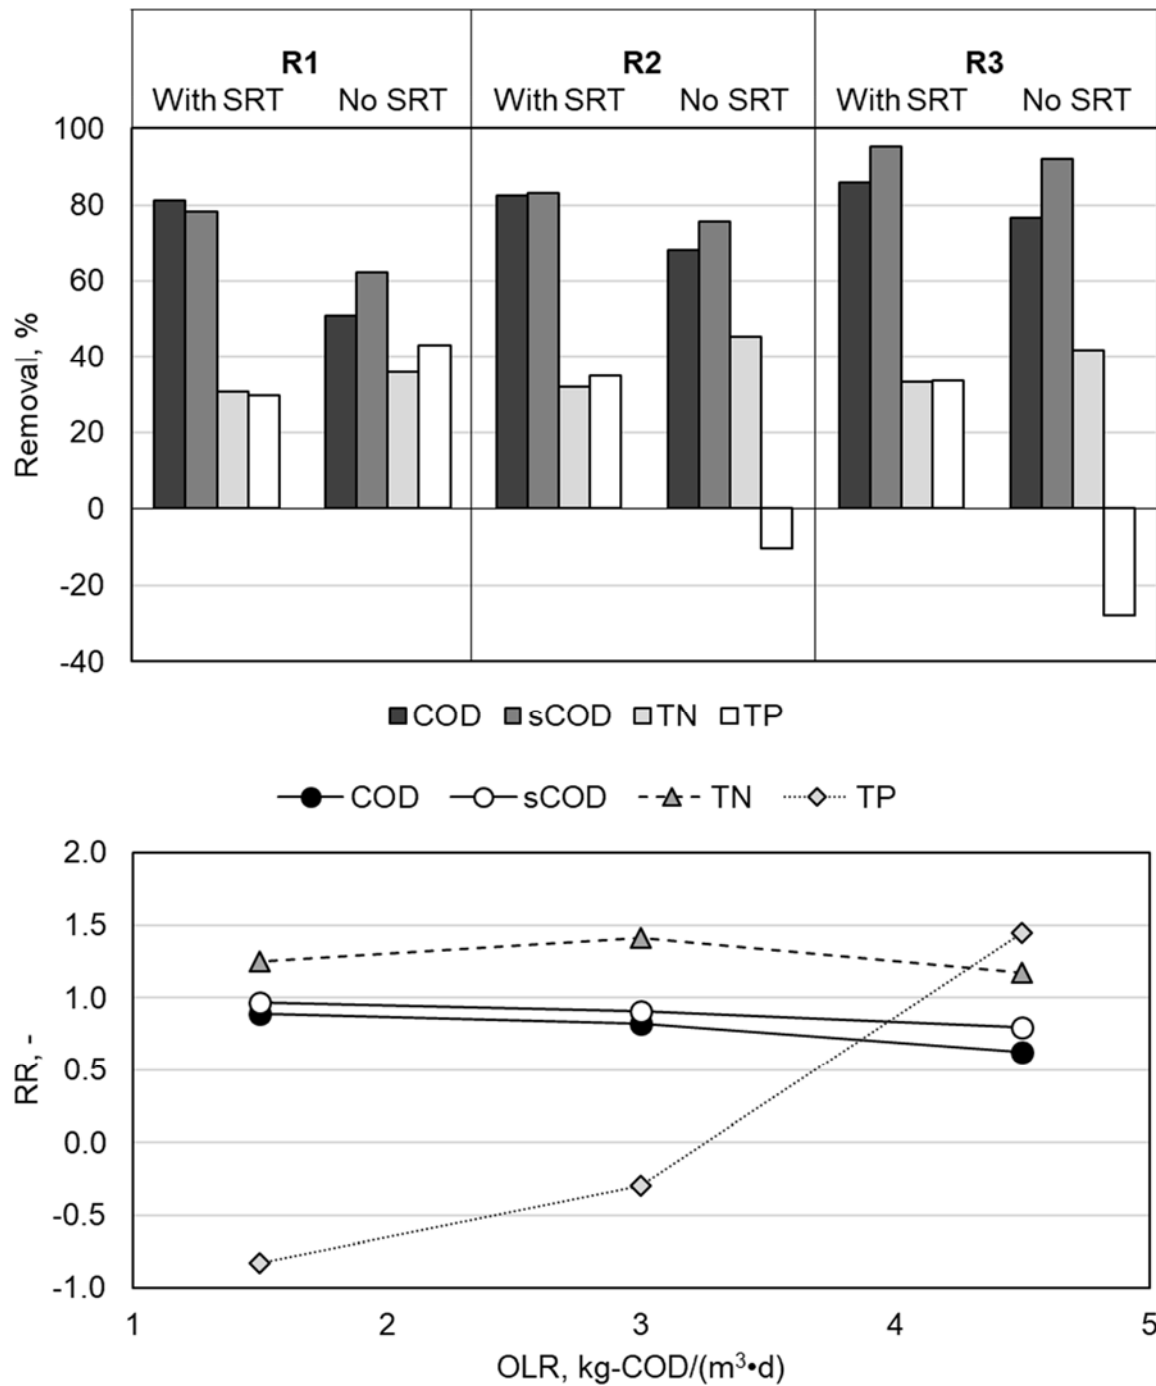 R1 R2 R3
With SRT No SRT With SRT No SRT With SRT No SRT
100
80
60
40
20
0
-20
-40
Removal, %
COD sCOD TN TP
COD sCOD TN TP
2.0
1.5
1.0
0.5
0.0
-0.5
-1.0
RR, -
1 2 3 4 5
OLR, kg-COD/(m³•d)